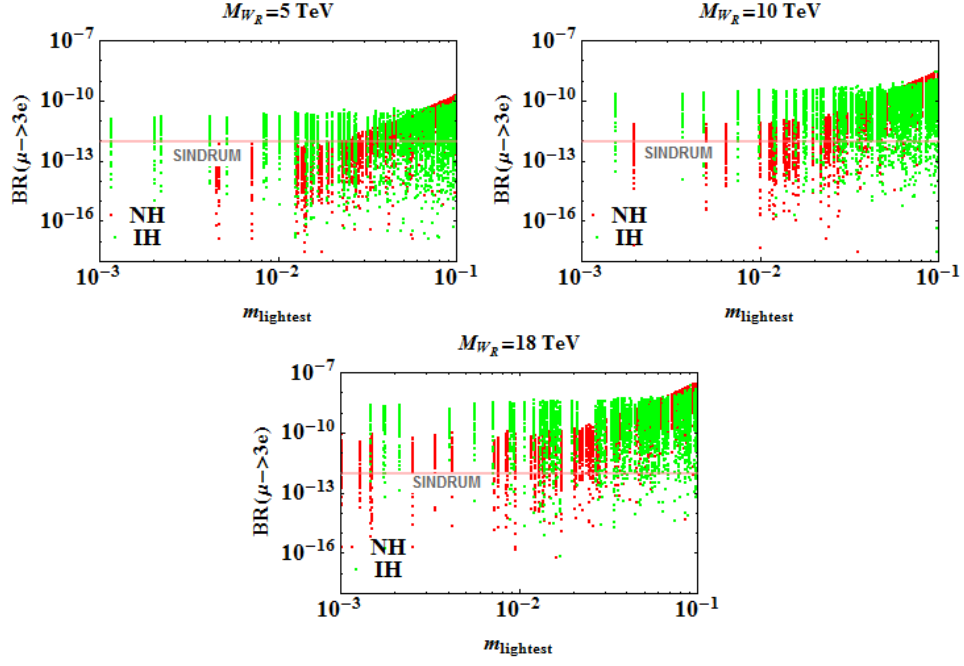 M_{W_R}=5 TeV
10^{-7}
10^{-10}
10^{-13}
10^{-16}
BR(μ->3e)
SINDRUM
NH
IH
10^{-3}
10^{-2}
10^{-1}
m_{lightest}
M_{W_R}=10 TeV
10^{-7}
10^{-10}
10^{-13}
10^{-16}
BR(μ->3e)
SINDRUM
NH
IH
10^{-3}
10^{-2}
10^{-1}
m_{lightest}
M_{W_R}=18 TeV
10^{-7}
10^{-10}
10^{-13}
10^{-16}
BR(μ->3e)
SINDRUM
NH
IH
10^{-3}
10^{-2}
10^{-1}
m_{lightest}